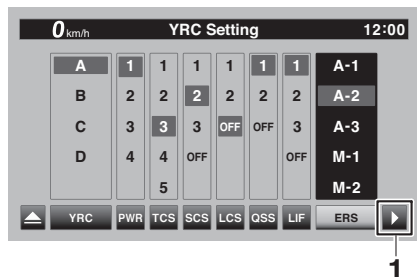 0 km/h YRC Setting 12:00
A 1 1 1 1 1 1 A-1
B 2 2 2 2 2 2 A-2
C 3 3 3 OFF OFF 3 A-3
D 4 4 OFF OFF M-1
5 M-2
YRC PWR TCS SCS LCS QSS LIF ERS
1